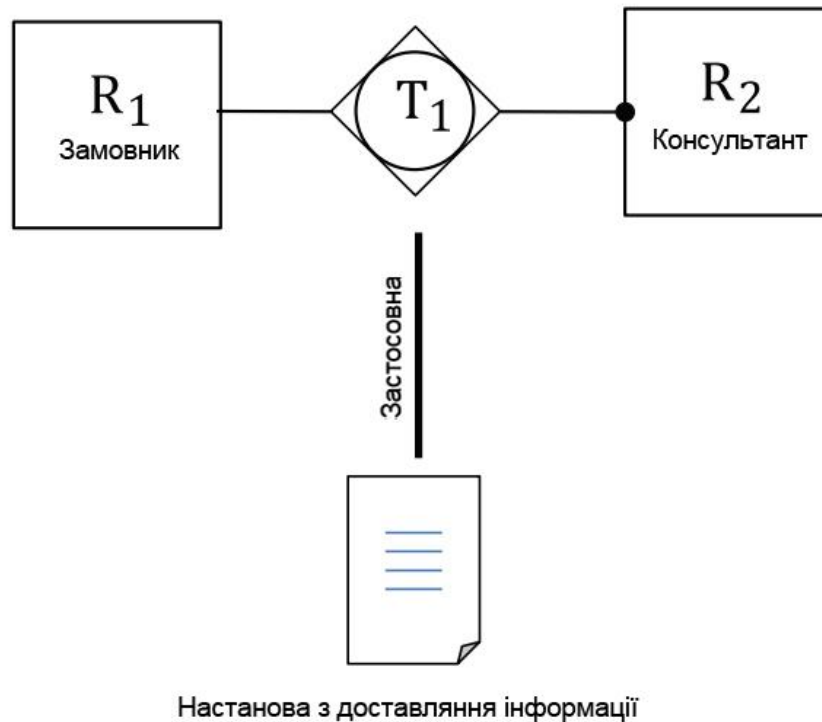 R₁
Замовник
T₁
R₂
Консультант
Застосовна
Настанова з доставляння інформації